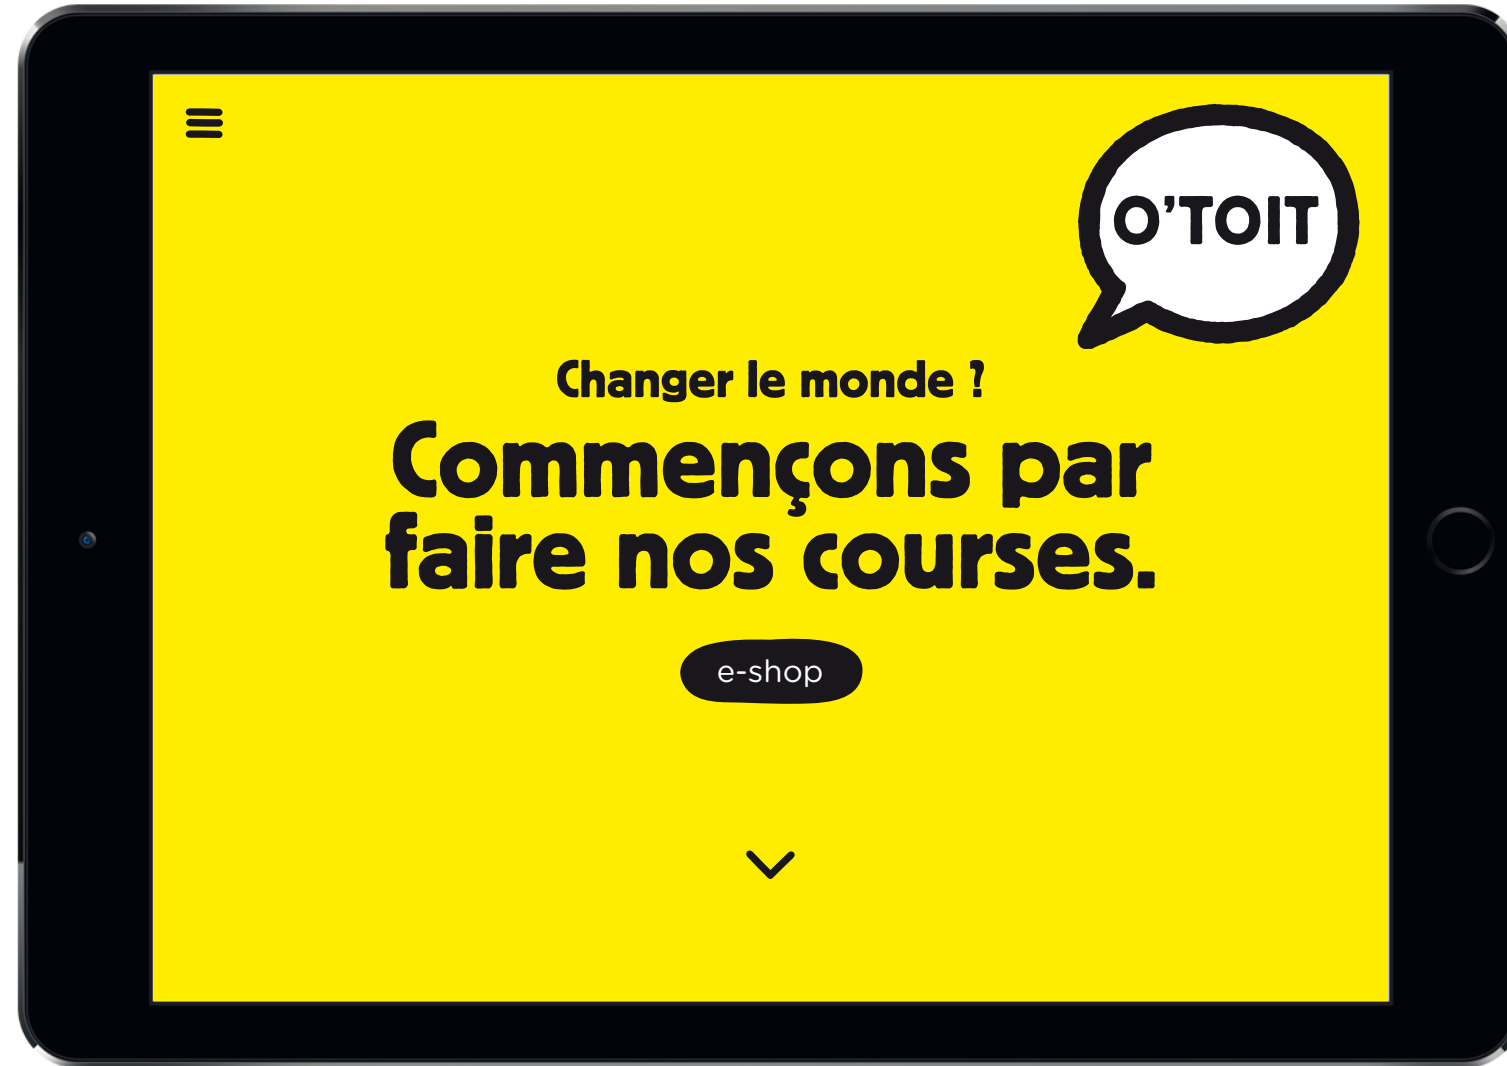 O'TOIT
Changer le monde ?
Commençons par
faire nos courses.
e-shop